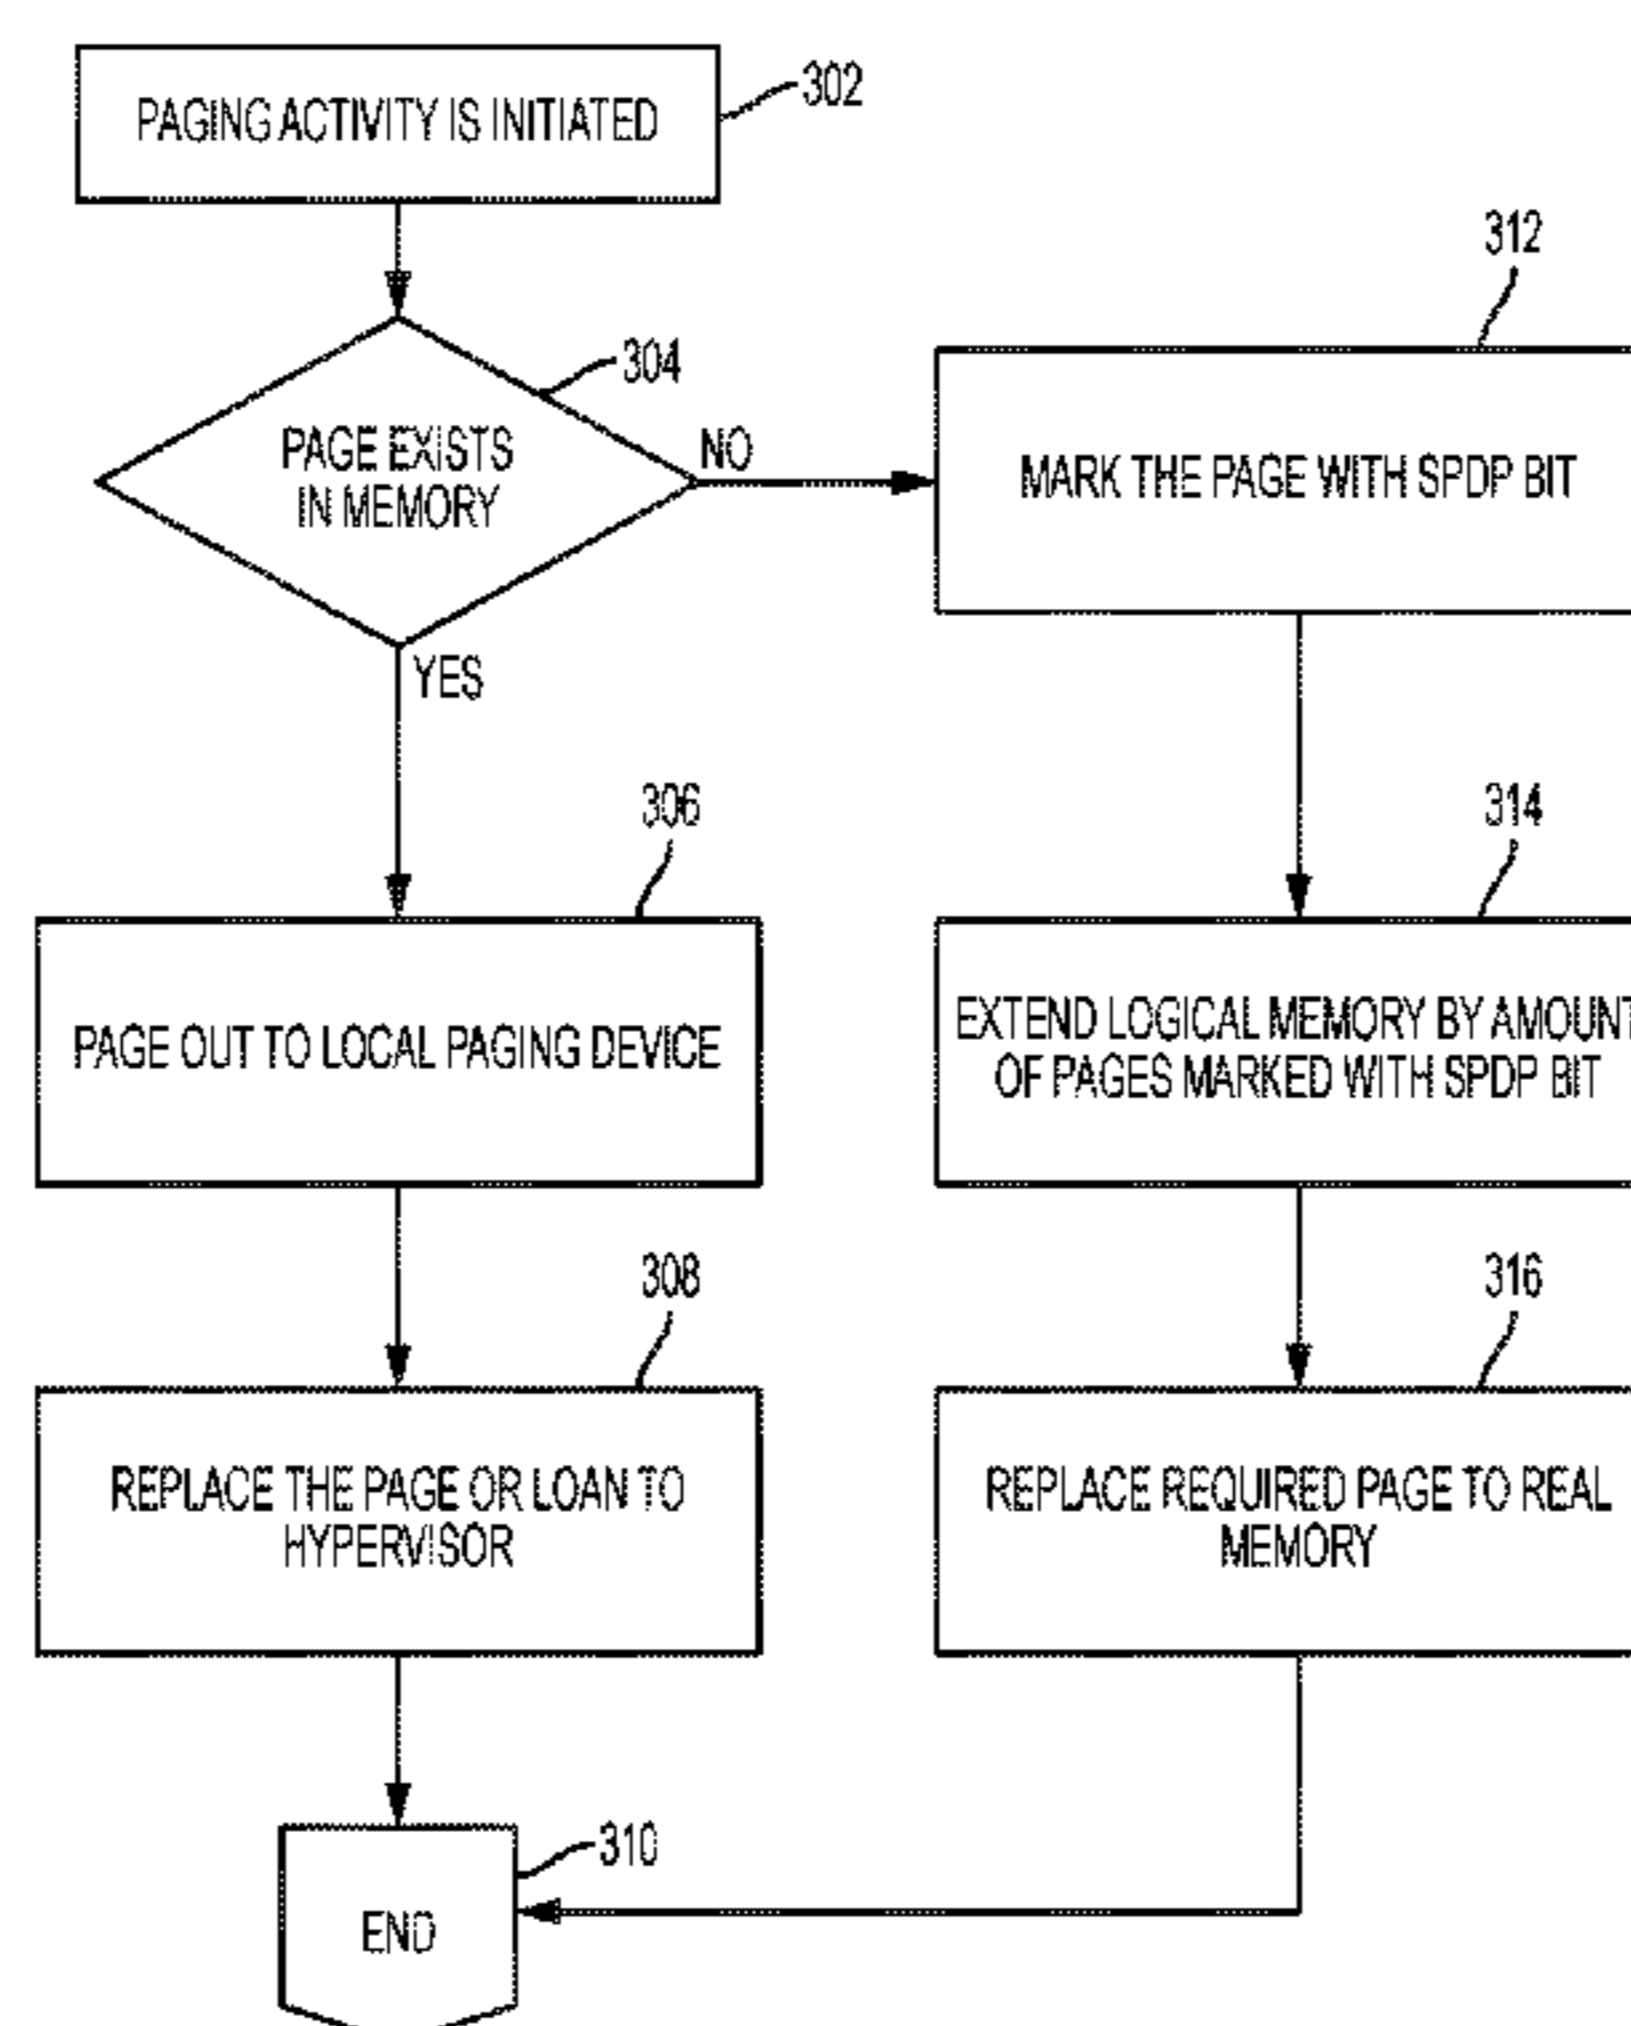 PAGING ACTIVITY IS INITIATED
302
304
PAGE EXISTS
IN MEMORY
NO
YES
312
MARK THE PAGE WITH SPDP BIT
306
PAGE OUT TO LOCAL PAGING DEVICE
314
EXTEND LOGICAL MEMORY BY AMOUNT
OF PAGES MARKED WITH SPDP BIT
308
REPLACE THE PAGE OR LOAN TO
HYPERVISOR
316
REPLACE REQUIRED PAGE TO REAL
MEMORY
310
END